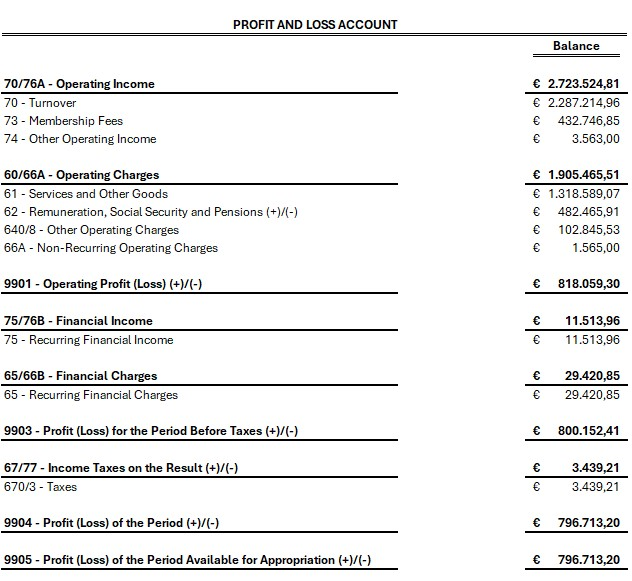 PROFIT AND LOSS ACCOUNT
Balance
70/76A - Operating Income € 2.723.524,81
70 - Turnover € 2.287.214,96
73 - Membership Fees € 432.746,85
74 - Other Operating Income € 3.563,00
60/66A - Operating Charges € 1.905.465,51
61 - Services and Other Goods € 1.318.589,07
62 - Remuneration, Social Security and Pensions (+)/(-) € 482.465,91
640/8 - Other Operating Charges € 102.845,53
66A - Non-Recurring Operating Charges € 1.565,00
9901 - Operating Profit (Loss) (+)/(-) € 818.059,30
75/76B - Financial Income € 11.513,96
75 - Recurring Financial Income € 11.513,96
65/66B - Financial Charges € 29.420,85
65 - Recurring Financial Charges € 29.420,85
9903 - Profit (Loss) for the Period Before Taxes (+)/(-) € 800.152,41
67/77 - Income Taxes on the Result (+)/(-) € 3.439,21
670/3 - Taxes € 3.439,21
9904 - Profit (Loss) of the Period (+)/(-) € 796.713,20
9905 - Profit (Loss) of the Period Available for Appropriation (+)/(-) € 796.713,20